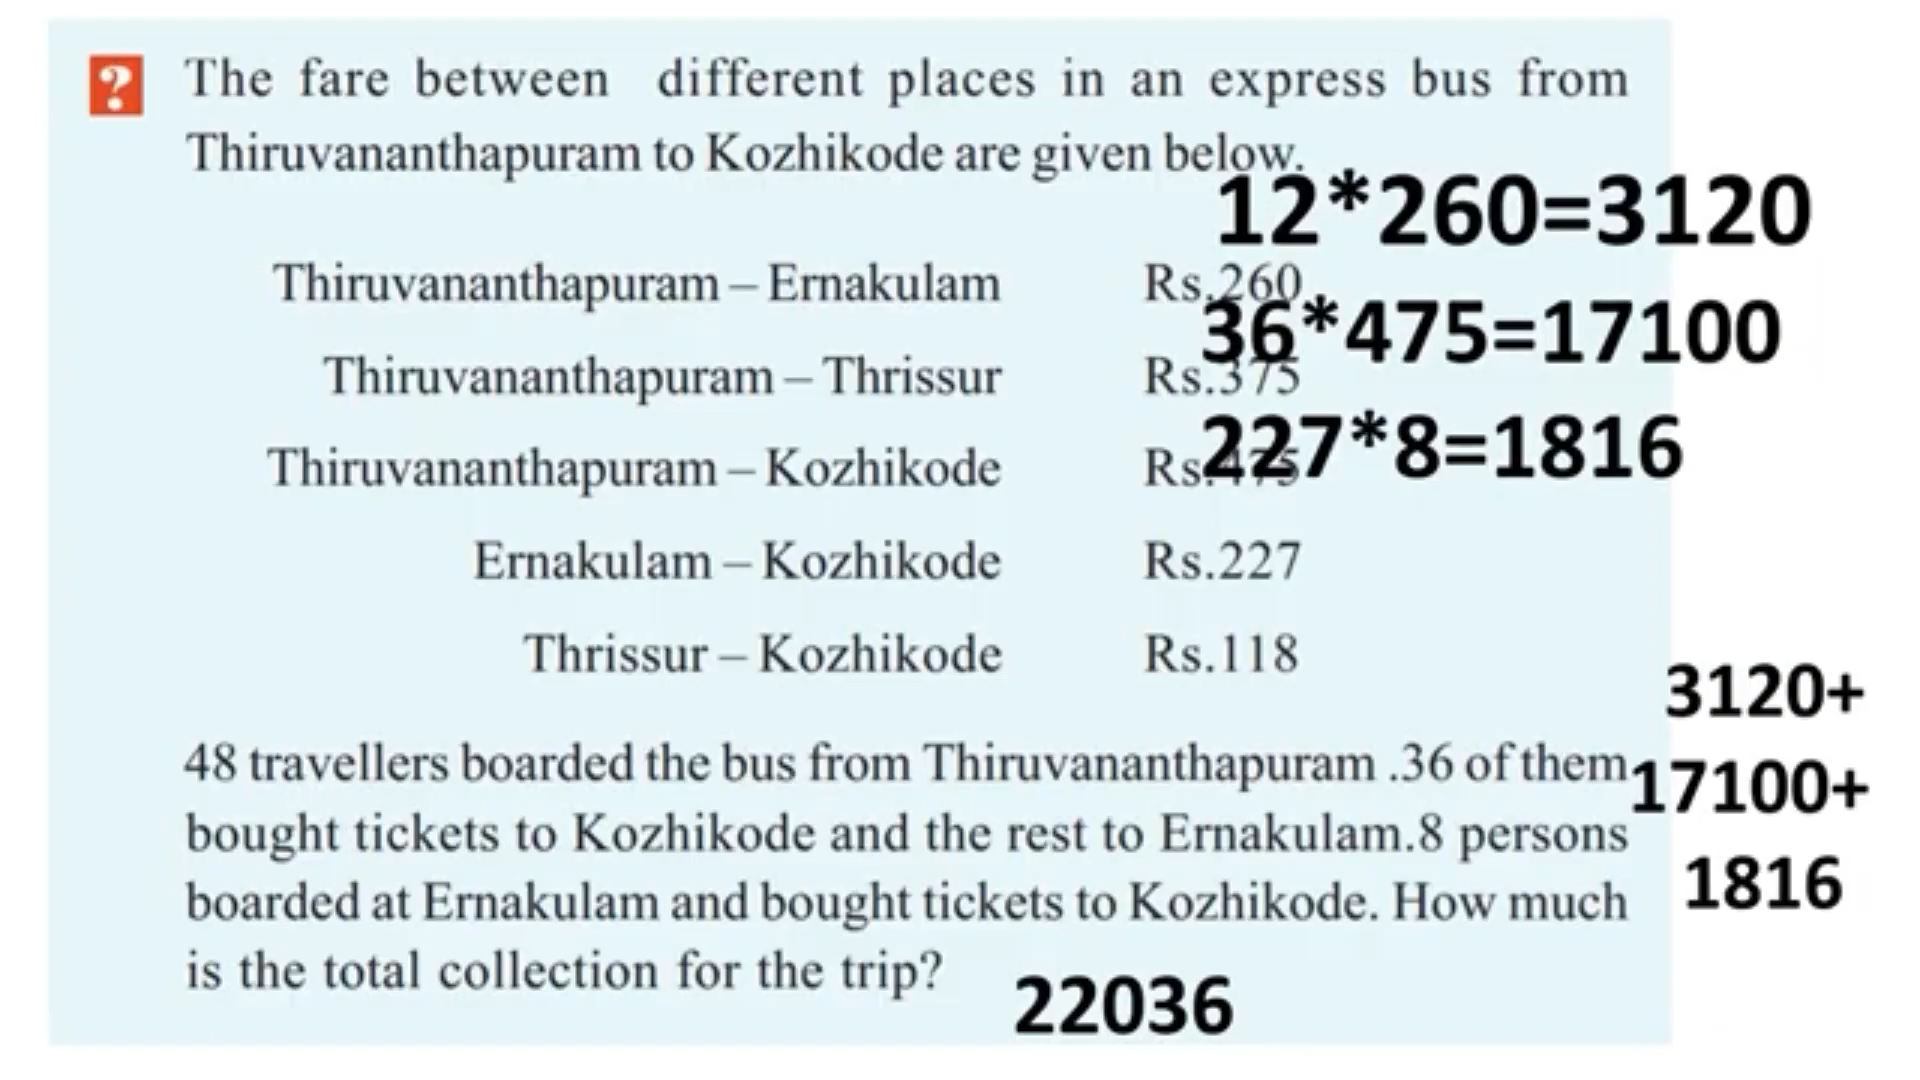 ? The fare between different places in an express bus from
Thiruvananthapuram to Kozhikode are given below.
12*260=3120
Thiruvananthapuram – Ernakulam Rs.260
36*475=17100
Thiruvananthapuram – Thrissur Rs.375
227*8=1816
Thiruvananthapuram – Kozhikode Rs.475
Ernakulam – Kozhikode Rs.227
Thrissur – Kozhikode Rs.118
3120+
17100+
1816
48 travellers boarded the bus from Thiruvananthapuram .36 of them
bought tickets to Kozhikode and the rest to Ernakulam.8 persons
boarded at Ernakulam and bought tickets to Kozhikode. How much
is the total collection for the trip?
22036